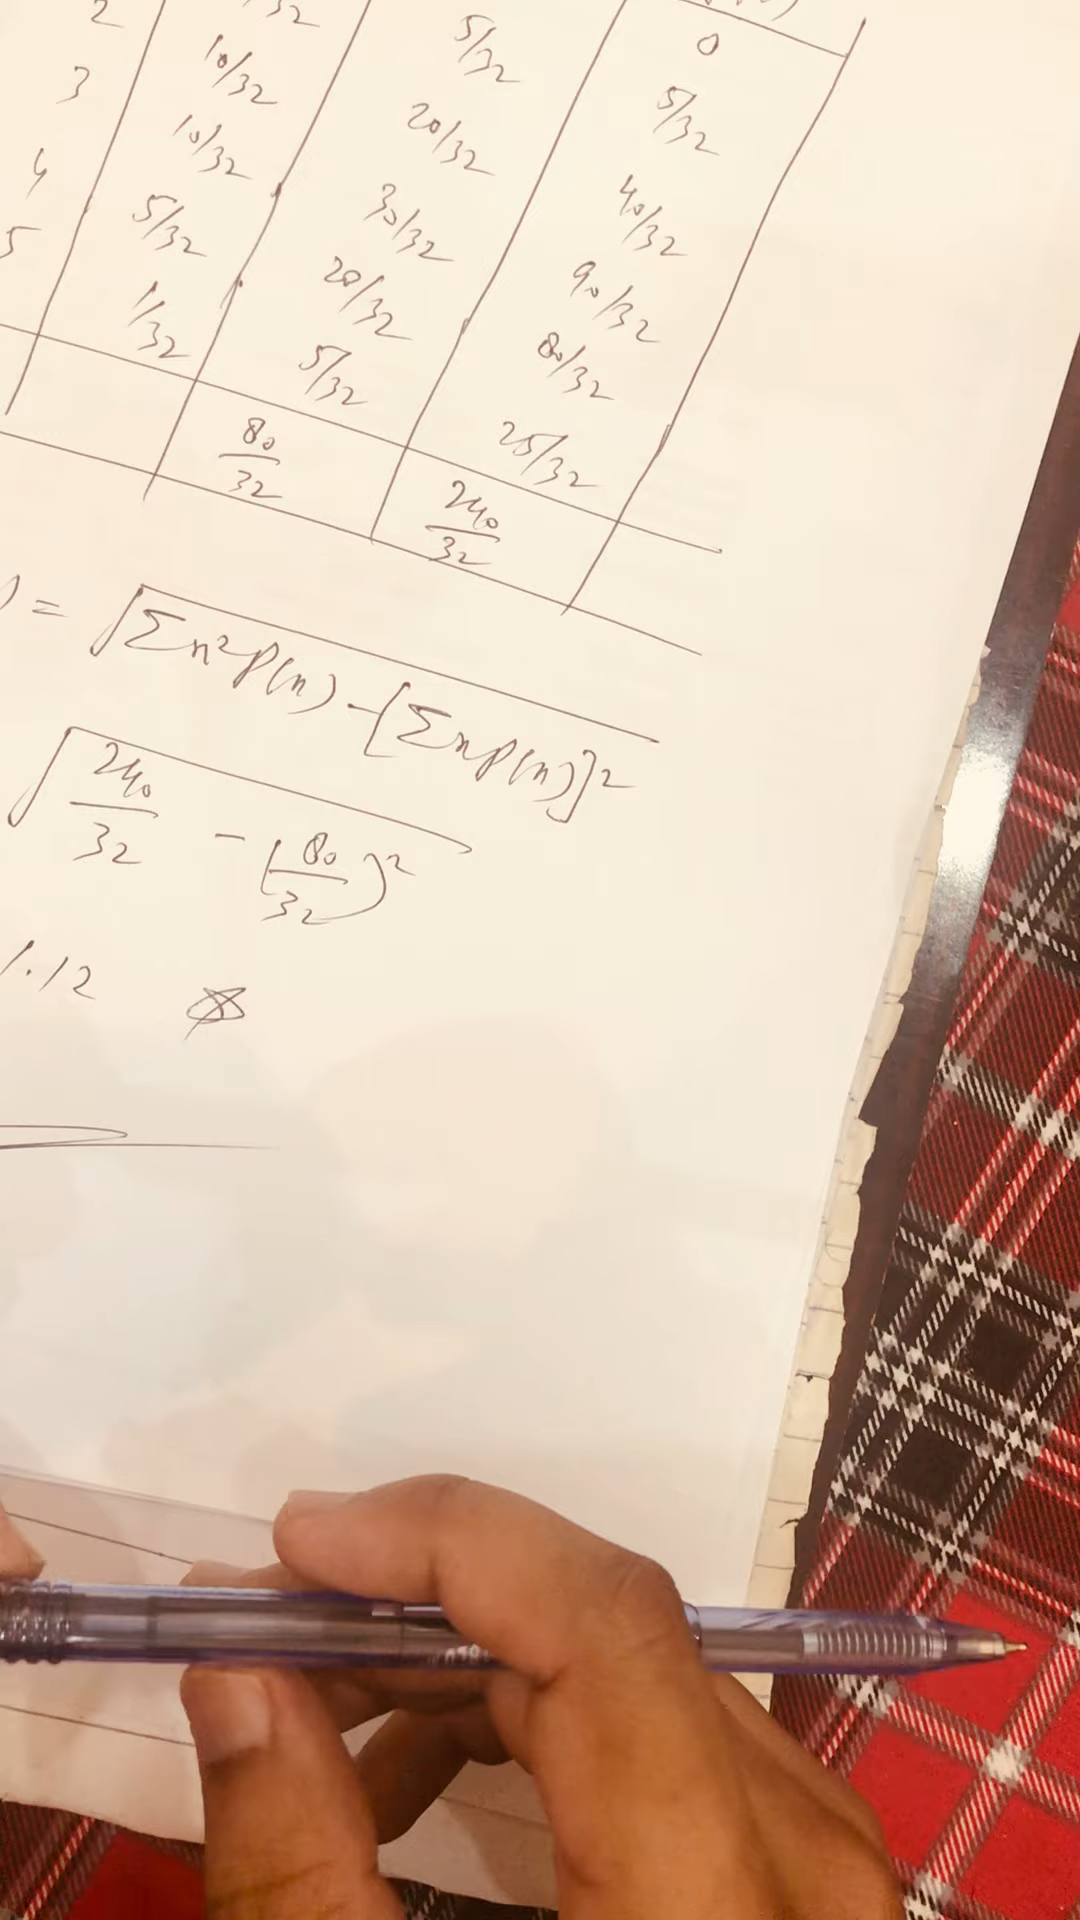 0
2 /32 5/32 5/32
3 10/32 20/32 40/32
4 10/32 30/32 90/32
5 5/32 20/32 80/32
1/32 5/32 25/32
80/32 240/32
) = √Σn²P(n) - [ΣnP(n)]²
√240/32 - (80/32)²
1.12